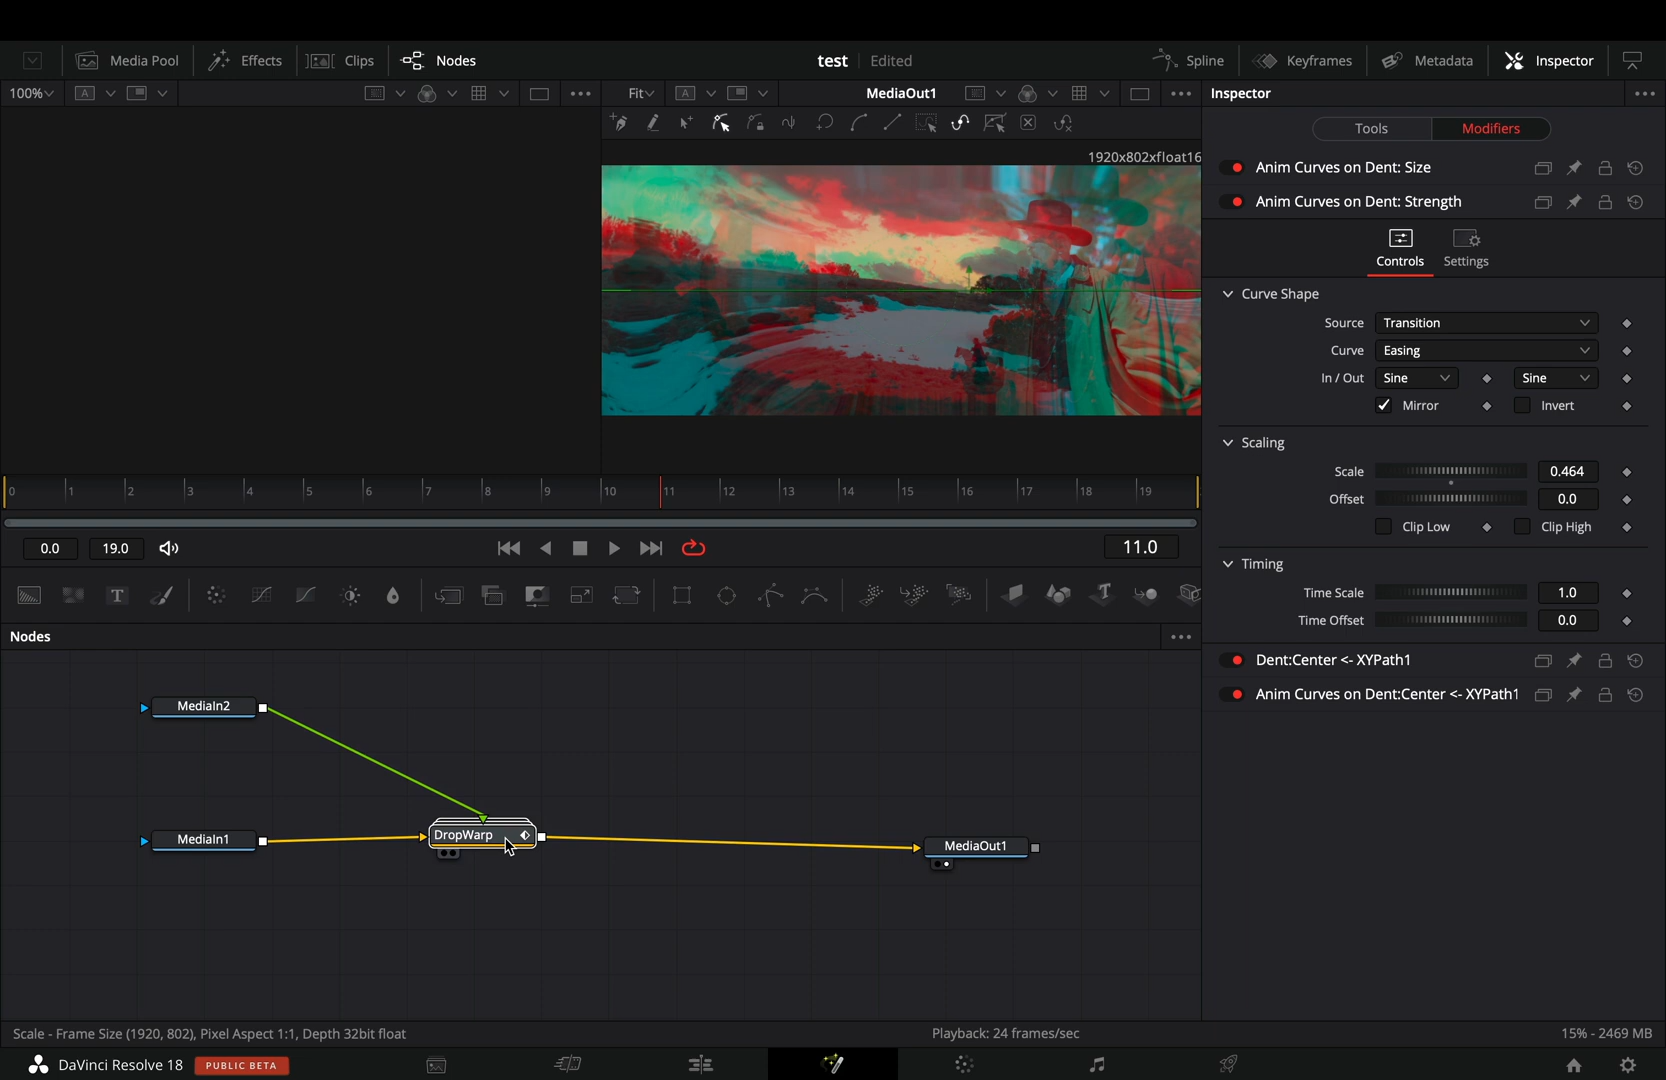 Media Pool Effects Clips Nodes test Edited Spline Keyframes Metadata Inspector
100% A Fit A MediaOut1 Inspector
Tools Modifiers
1920x802xfloat16
Anim Curves on Dent: Size
Anim Curves on Dent: Strength
Controls Settings
Curve Shape
Source Transition
Curve Easing
In / Out Sine Sine
Mirror Invert
Scaling
Scale 0.464
Offset 0.0
Clip Low Clip High
0 1 2 3 4 5 6 7 8 9 10 11 12 13 14 15 16 17 18 19
0.0 19.0 11.0
Timing
Time Scale 1.0
Time Offset 0.0
T T
Nodes
Dent:Center <- XYPath1
Anim Curves on Dent:Center <- XYPath1
MediaIn2
DropWarp
MediaIn1
MediaOut1
Scale - Frame Size (1920, 802), Pixel Aspect 1:1, Depth 32bit float Playback: 24 frames/sec 15% - 2469 MB
DaVinci Resolve 18 PUBLIC BETA